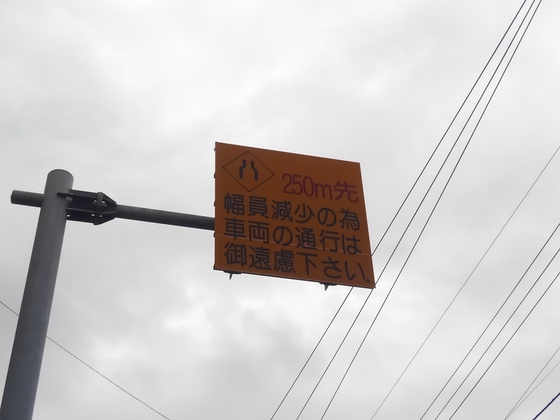 250m先
幅員減少の為
車両の通行は
御遠慮下さい.